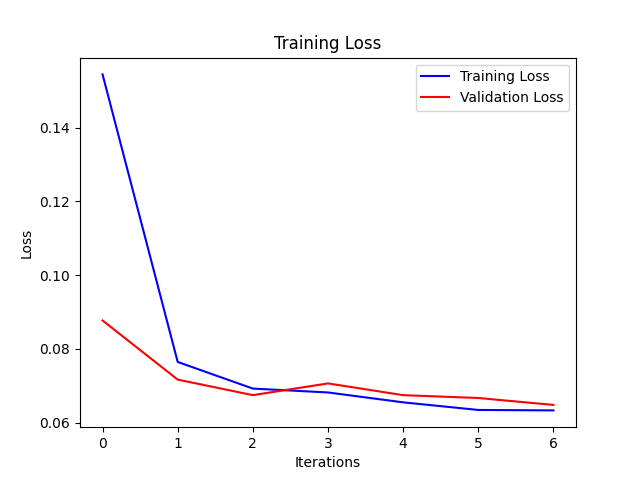 Training Loss
Training Loss
Validation Loss
0.14
0.12
0.10
0.08
0.06
Loss
0 1 2 3 4 5 6
Iterations